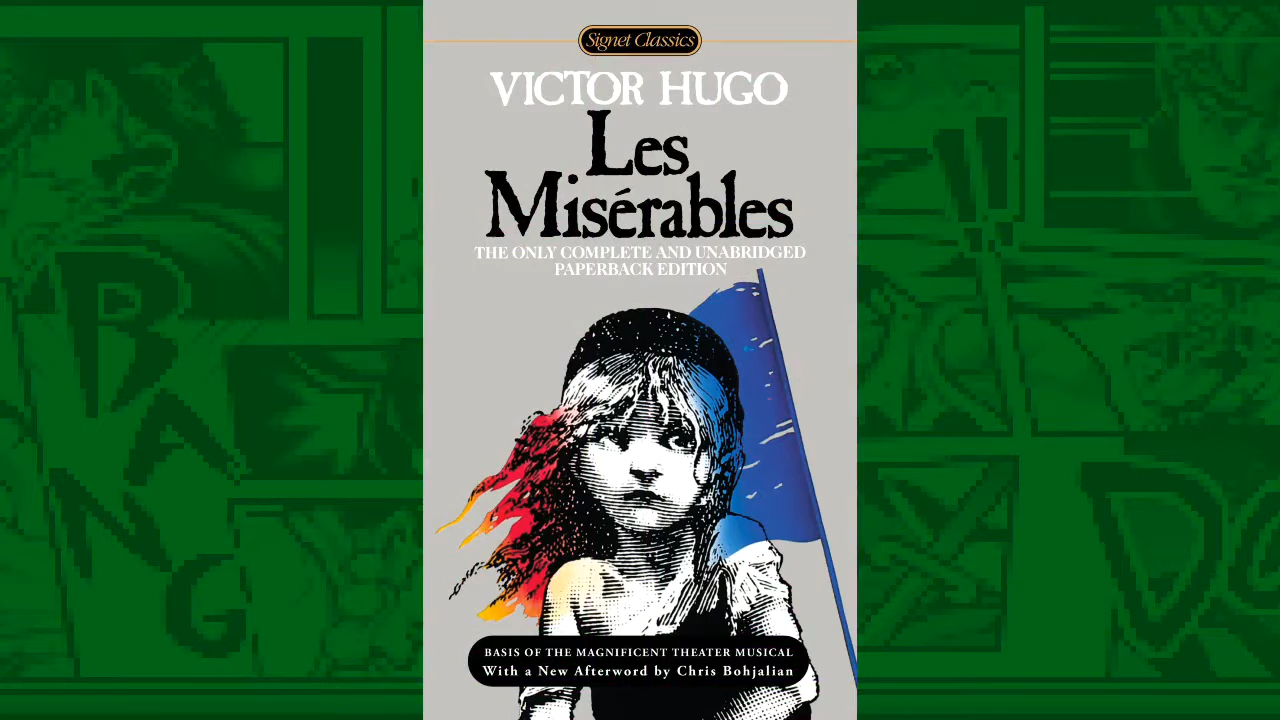 Signet Classics
VICTOR HUGO
Les
Misérables
THE ONLY COMPLETE AND UNABRIDGED
PAPERBACK EDITION
BANG
BASIS OF THE MAGNIFICENT THEATER MUSICAL
With a New Afterword by Chris Bohjalian